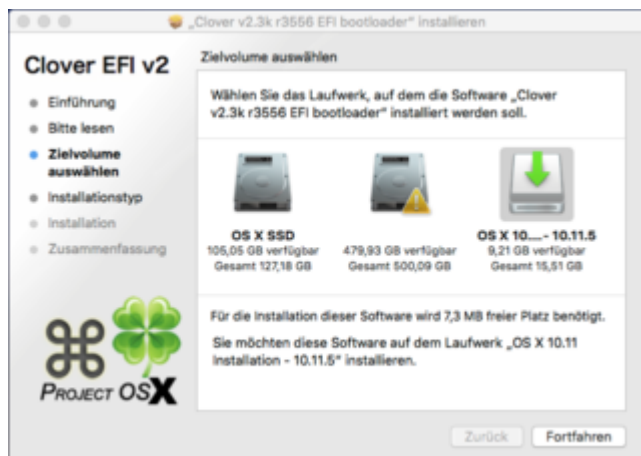 „Clover v2.3k r3556 EFI bootloader“ installieren
Clover EFI v2
Einführung
Bitte lesen
Zielvolume
auswählen
Installationstyp
Installation
Zusammenfassung
PROJECT OSX
Zielvolume auswählen
Wählen Sie das Laufwerk, auf dem die Software „Clover
v2.3k r3556 EFI bootloader“ installiert werden soll.
OS X SSD
105,05 GB verfügbar
Gesamt 127,18 GB
479,93 GB verfügbar
Gesamt 500,09 GB
OS X 10.… - 10.11.5
9,21 GB verfügbar
Gesamt 15,51 GB
Für die Installation dieser Software wird 7,3 MB freier Platz benötigt.
Sie möchten diese Software auf dem Laufwerk „OS X 10.11
Installation - 10.11.5“ installieren.
Zurück
Fortfahren